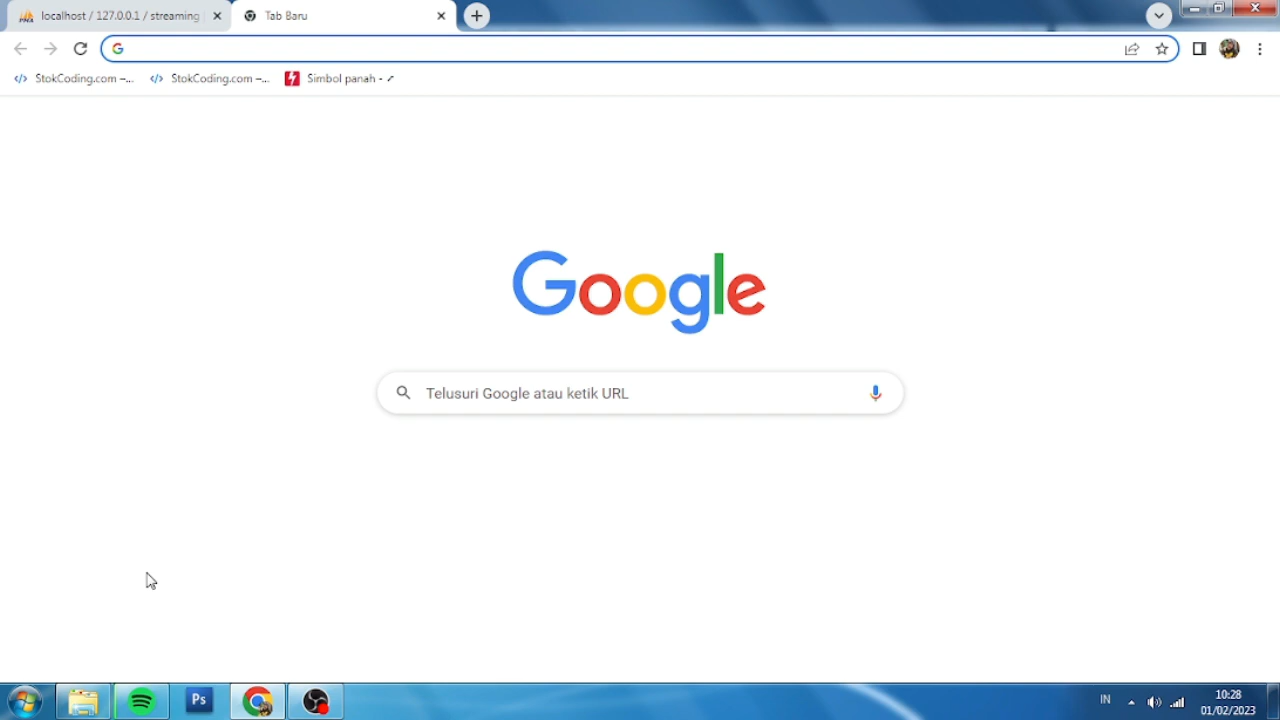 localhost / 127.0.0.1 / streaming
Tab Baru
StokCoding.com –...
StokCoding.com –...
Simbol panah - ✓
Google
Telusuri Google atau ketik URL
Ps
IN
10:28
01/02/2023